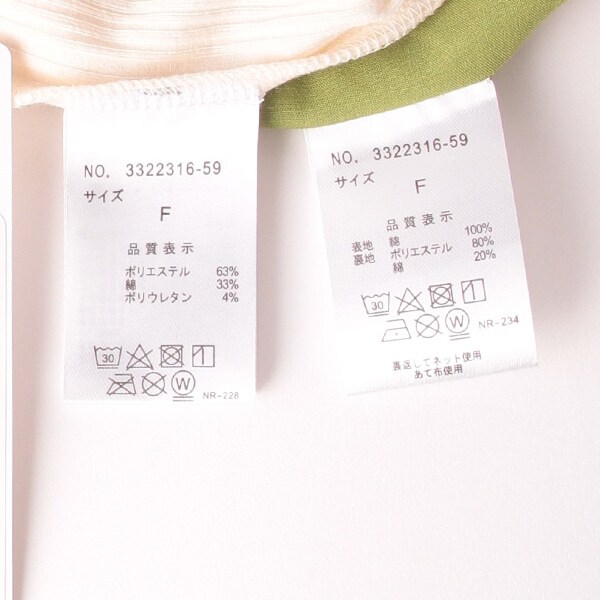 NO. 3322316-59
サイズ
F
品質表示
ポリエステル 63%
綿 33%
ポリウレタン 4%
30
W
NR-228
NO. 3322316-59
サイズ
F
品質表示
表地 綿 100%
裏地 ポリエステル 80%
綿 20%
30
W
NR-234
裏返してネット使用
あて布使用